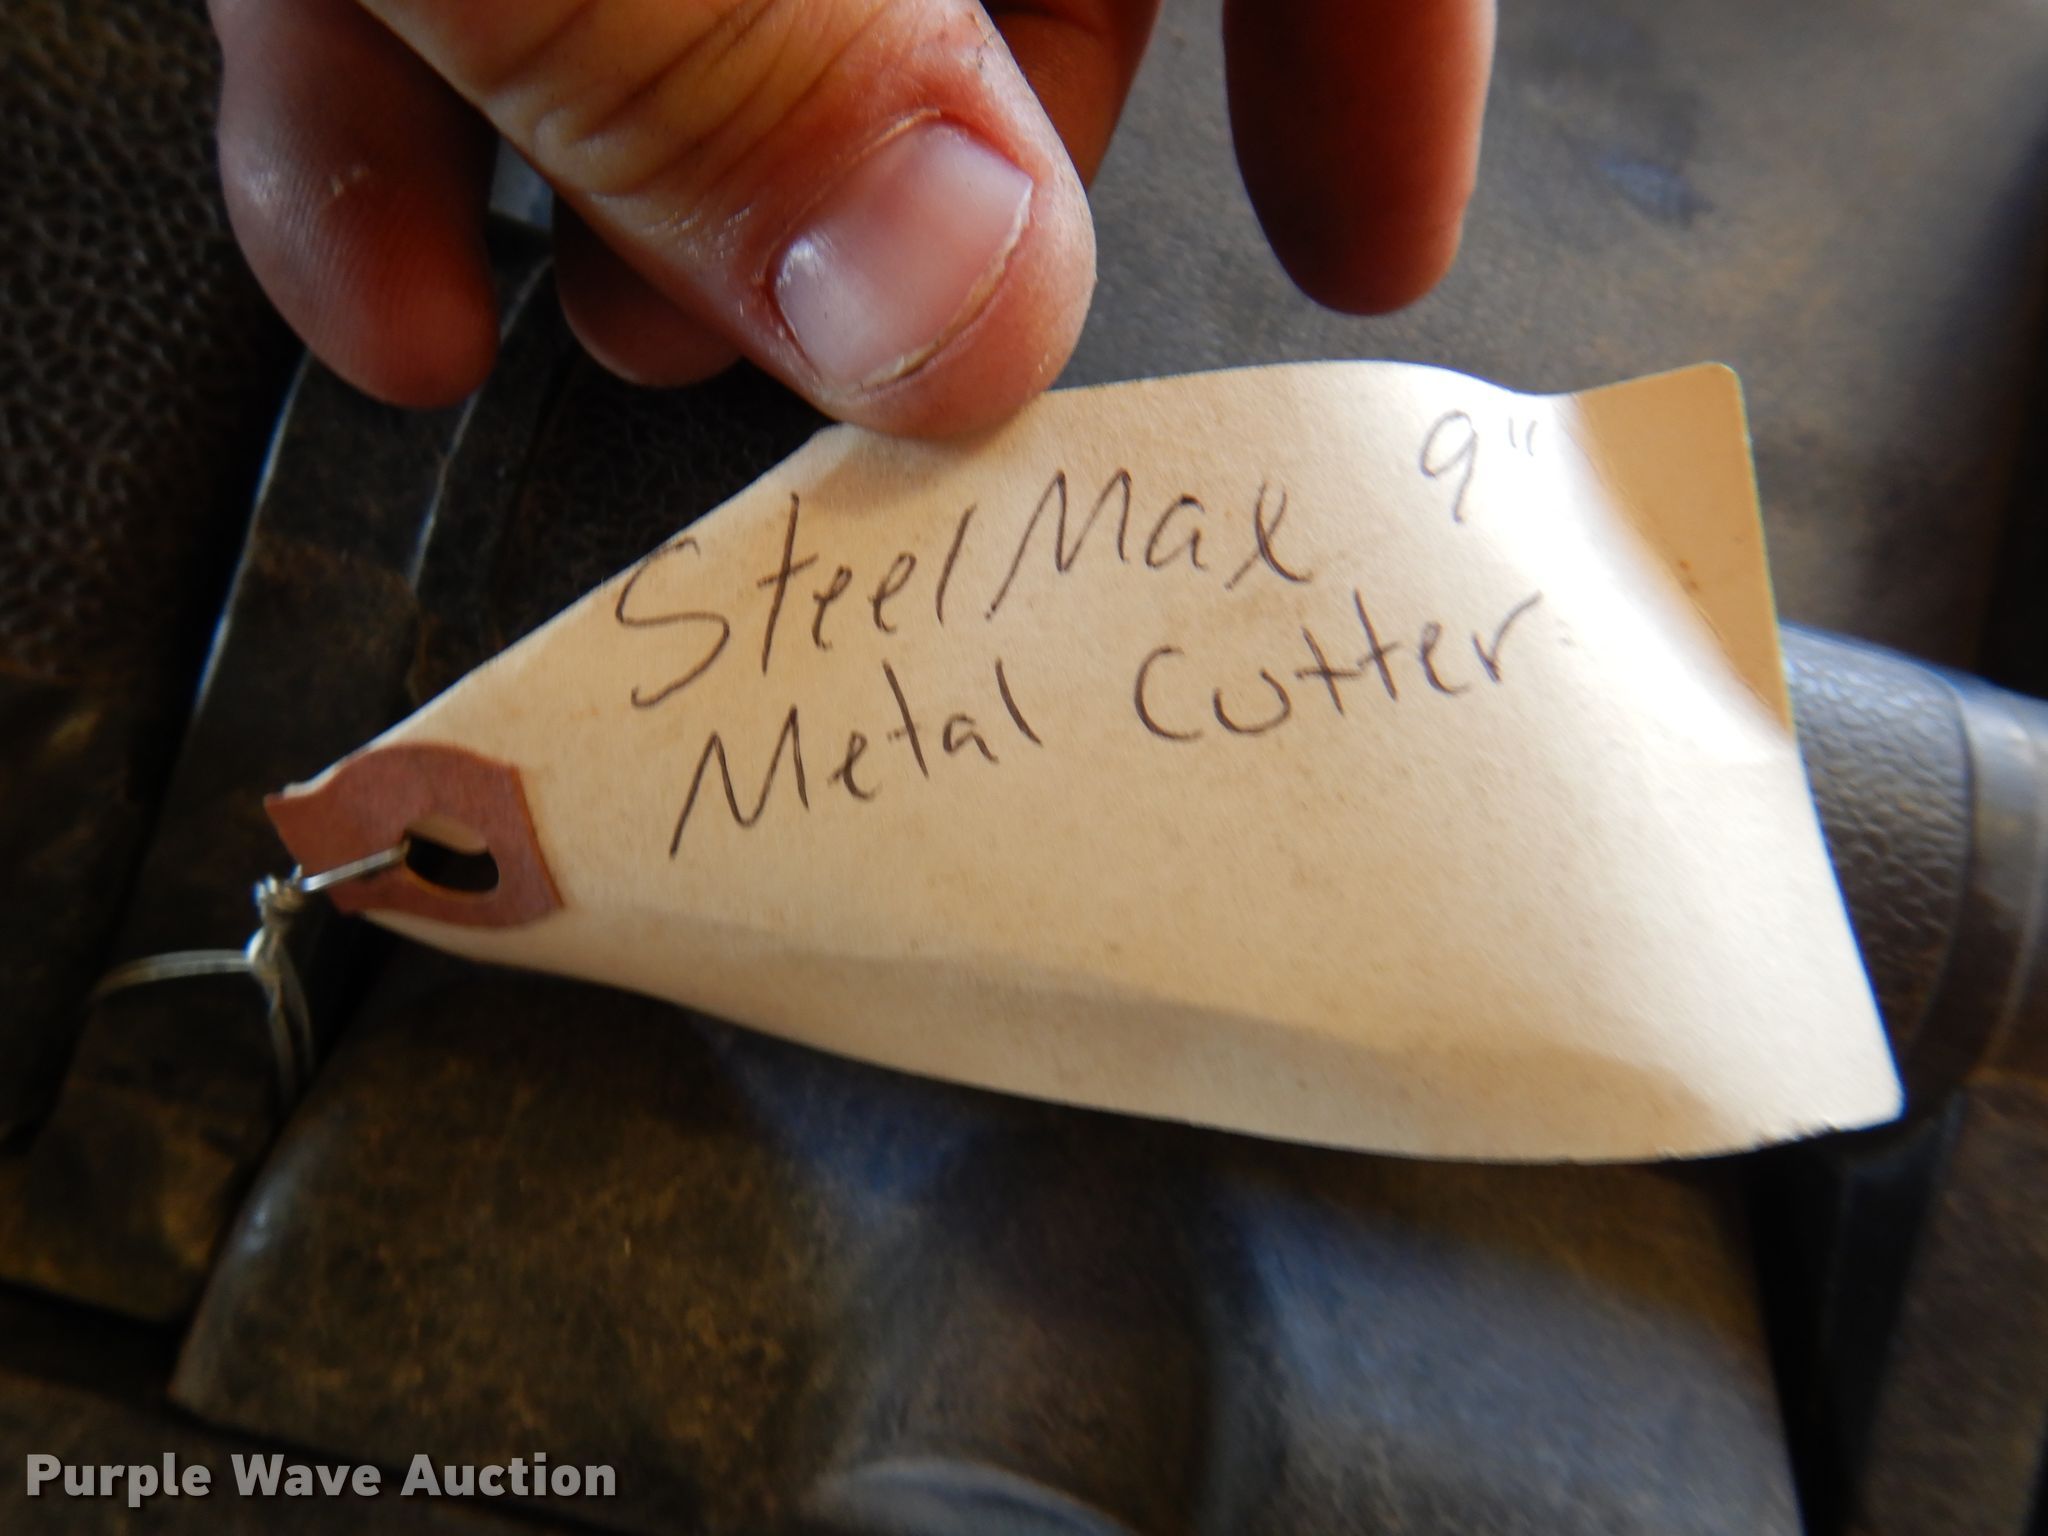 SteelMax 9"
Metal Cutter
Purple Wave Auction